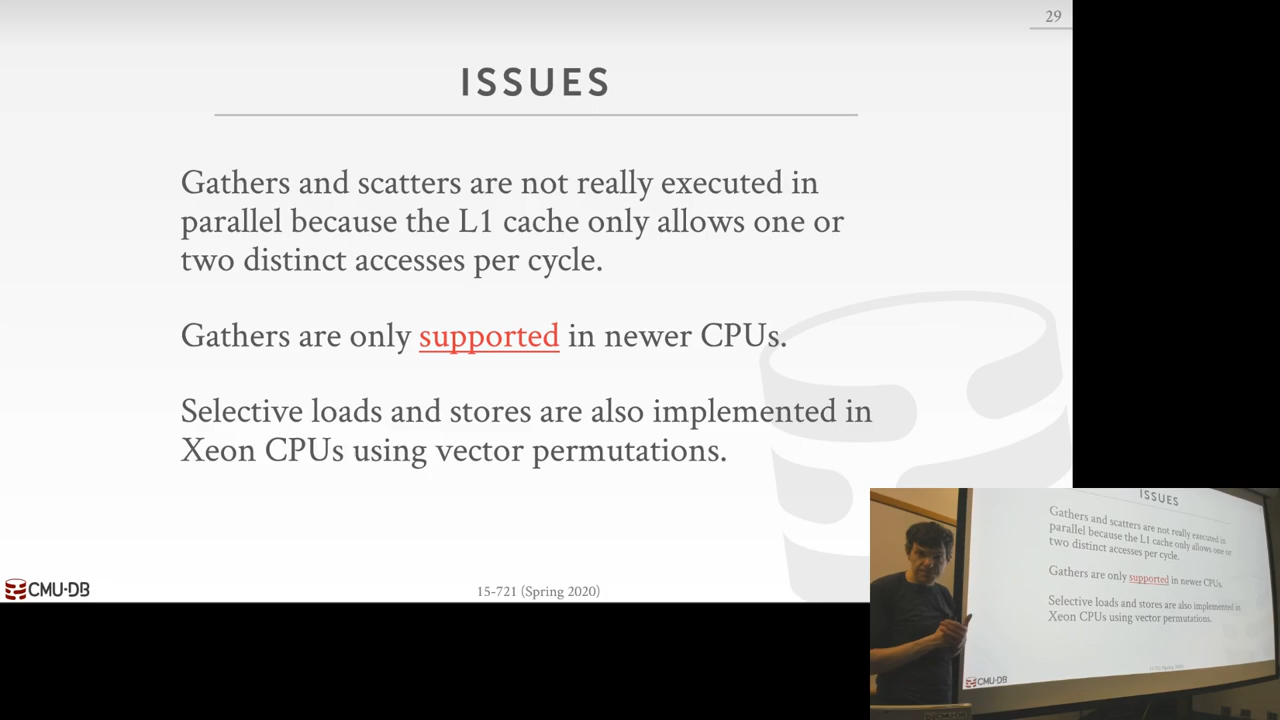 29
ISSUES
Gathers and scatters are not really executed in
parallel because the L1 cache only allows one or
two distinct accesses per cycle.
Gathers are only supported in newer CPUs.
Selective loads and stores are also implemented in
Xeon CPUs using vector permutations.
CMU·DB
15-721 (Spring 2020)
ISSUES
Gathers and scatters are not really executed in
parallel because the L1 cache only allows one or
two distinct accesses per cycle.
Gathers are only supported in newer CPUs.
Selective loads and stores are also implemented in
Xeon CPUs using vector permutations.
15-721 (Spring 2020)
CMU·DB